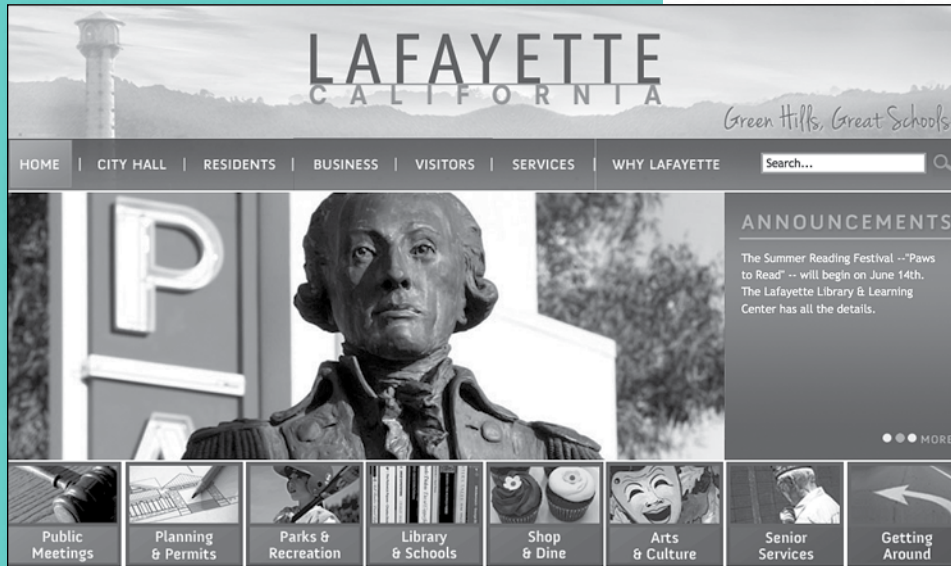 LAFAYETTE
CALIFORNIA
Green Hills, Great Schools
HOME | CITY HALL | RESIDENTS | BUSINESS | VISITORS | SERVICES | WHY LAFAYETTE
Search...
P
A
ANNOUNCEMENTS
The Summer Reading Festival --"Paws
to Read" -- will begin on June 14th.
The Lafayette Library & Learning
Center has all the details.
MORE
Public
Meetings
Planning
& Permits
Parks &
Recreation
Library
& Schools
Shop
& Dine
Arts
& Culture
Senior
Services
Getting
Around